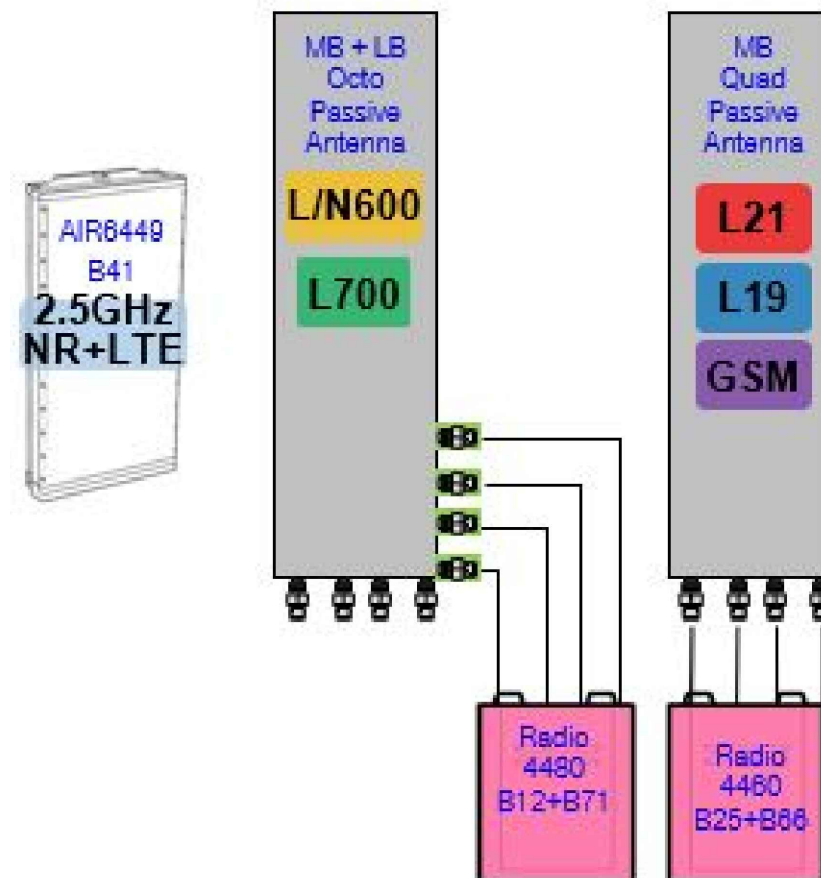 AIR6449
B41
2.5GHz
NR+LTE
MB + LB
Octo
Passive
Antenna
L/N600
L700
MB
Quad
Passive
Antenna
L21
L19
GSM
Radio
4480
B12+B71
Radio
4460
B25+B66